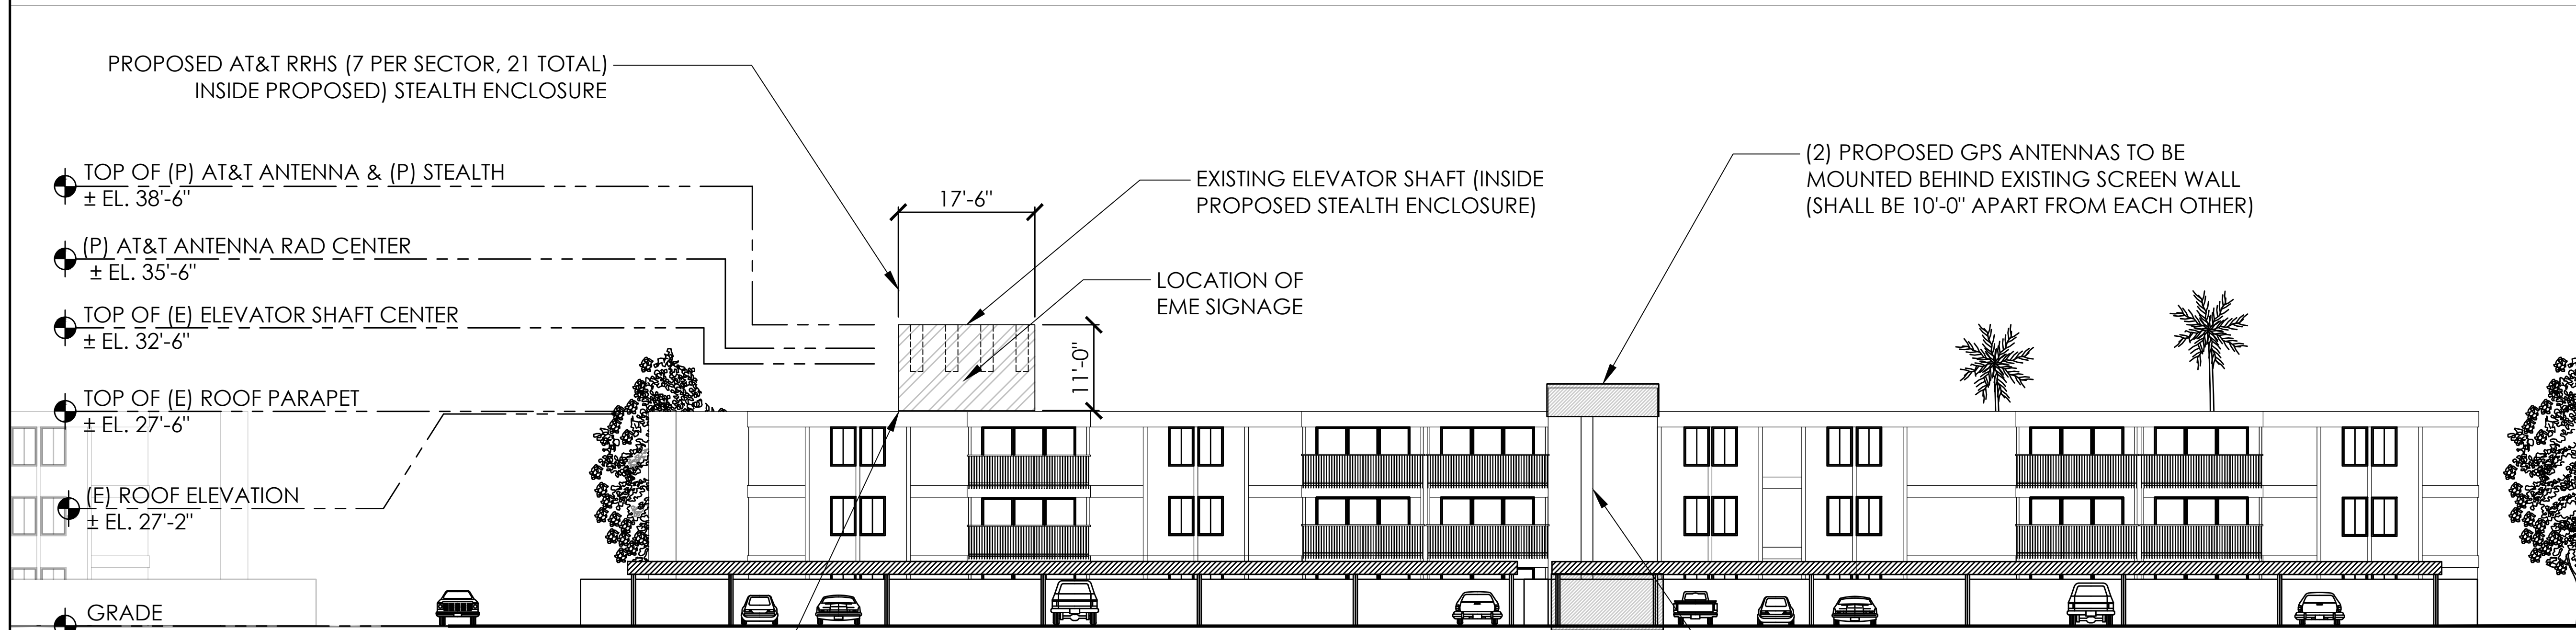 PROPOSED AT&T RRHS (7 PER SECTOR, 21 TOTAL)
INSIDE PROPOSED) STEALTH ENCLOSURE
TOP OF (P) AT&T ANTENNA & (P) STEALTH
± EL. 38'-6"
(P) AT&T ANTENNA RAD CENTER
± EL. 35'-6"
TOP OF (E) ELEVATOR SHAFT CENTER
± EL. 32'-6"
TOP OF (E) ROOF PARAPET
± EL. 27'-6"
(E) ROOF ELEVATION
± EL. 27'-2"
GRADE
17'-6"
11'-0"
EXISTING ELEVATOR SHAFT (INSIDE
PROPOSED STEALTH ENCLOSURE)
LOCATION OF
EME SIGNAGE
(2) PROPOSED GPS ANTENNAS TO BE
MOUNTED BEHIND EXISTING SCREEN WALL
(SHALL BE 10'-0" APART FROM EACH OTHER)